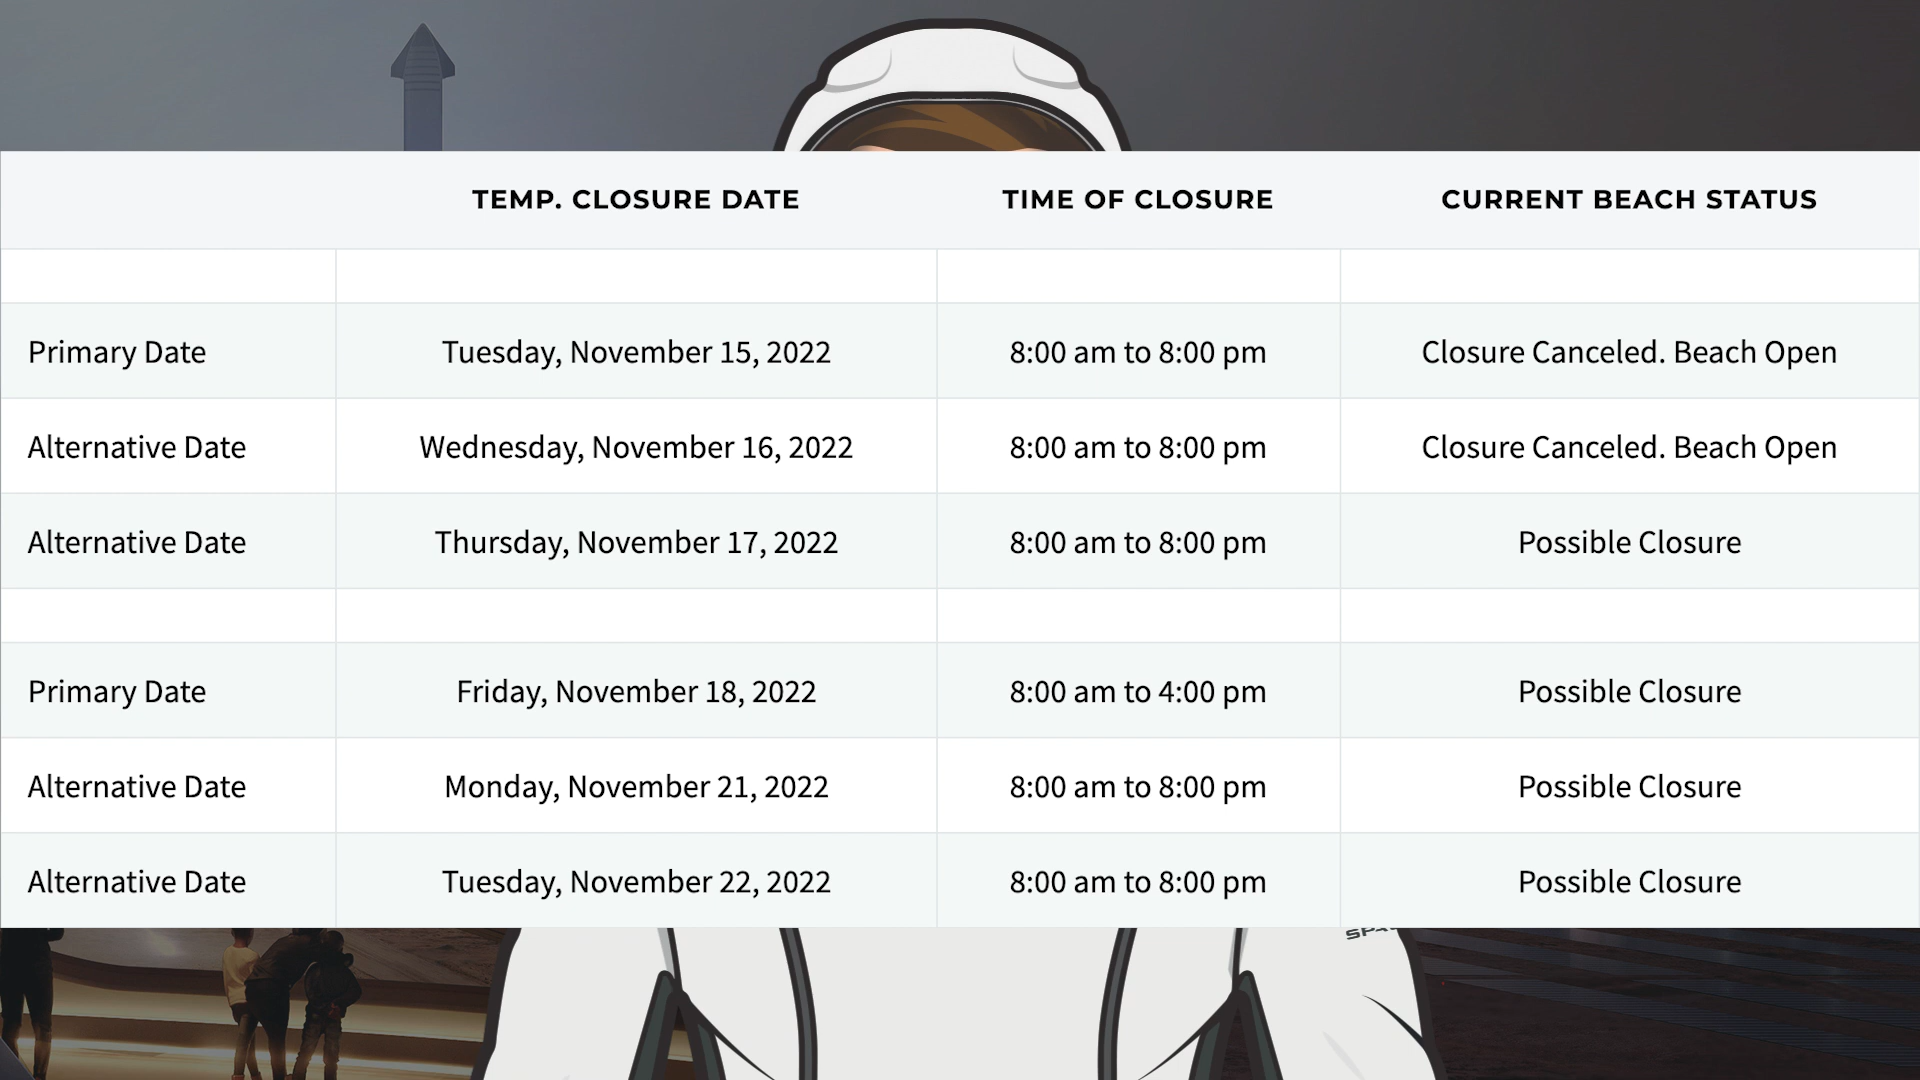 TEMP. CLOSURE DATE TIME OF CLOSURE CURRENT BEACH STATUS
Primary Date Tuesday, November 15, 2022 8:00 am to 8:00 pm Closure Canceled. Beach Open
Alternative Date Wednesday, November 16, 2022 8:00 am to 8:00 pm Closure Canceled. Beach Open
Alternative Date Thursday, November 17, 2022 8:00 am to 8:00 pm Possible Closure
Primary Date Friday, November 18, 2022 8:00 am to 4:00 pm Possible Closure
Alternative Date Monday, November 21, 2022 8:00 am to 8:00 pm Possible Closure
Alternative Date Tuesday, November 22, 2022 8:00 am to 8:00 pm Possible Closure